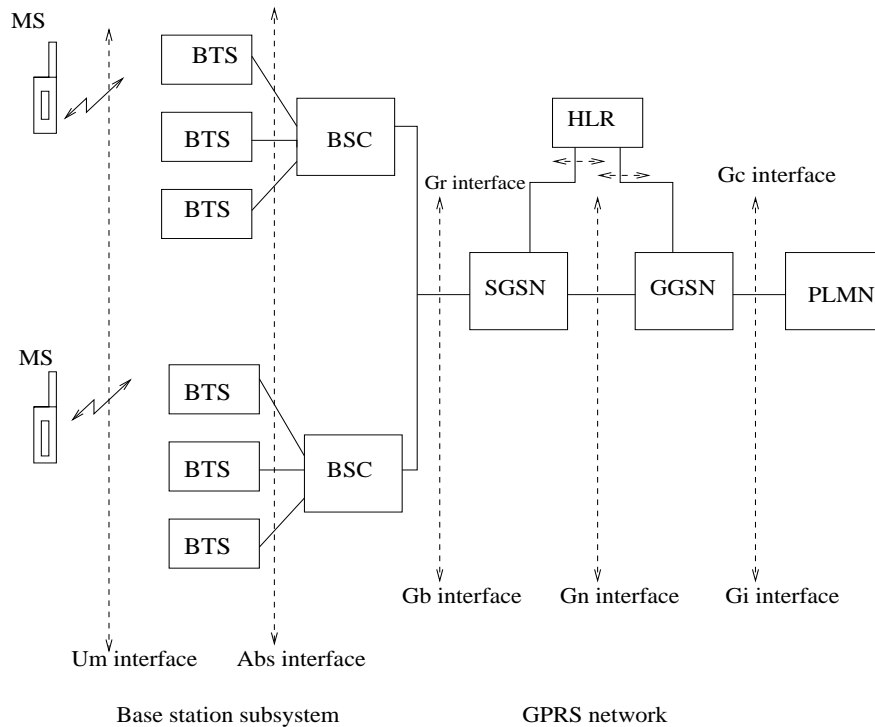 MS
BTS
BTS
BTS
BSC
HLR
Gr interface
Gc interface
SGSN
GGSN
PLMN
MS
BTS
BTS
BTS
BSC
Gb interface
Gn interface
Gi interface
Um interface
Abs interface
Base station subsystem
GPRS network